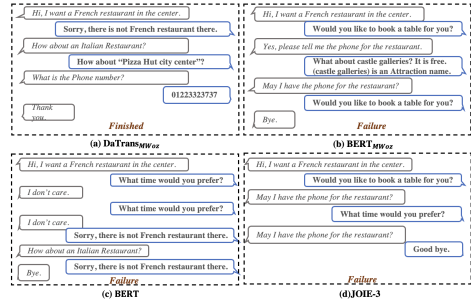 Hi, I want a French restaurant in the center.
Sorry, there is not French restaurant there.
How about an Italian Restaurant?
How about “Pizza Hut city center”?
What is the Phone number?
01223323737
Thank
you.
Finished
(a) DaTransMWoz
Hi, I want a French restaurant in the center.
Would you like to book a table for you?
Yes, please tell me the phone for the restaurant.
What about castle galleries? It is free.
(castle galleries) is an Attraction name.
May I have the phone for the restaurant?
Would you like to book a table for you?
Bye.
Failure
(b) BERTMWoz
Hi, I want a French restaurant in the center.
What time would you prefer?
I don't care.
What time would you prefer?
I don't care.
Sorry, there is not French restaurant there.
How about an Italian Restaurant?
Sorry, there is not French restaurant there.
Bye.
Failure
(c) BERT
Hi, I want a French restaurant in the center.
Would you like to book a table for you?
May I have the phone for the restaurant?
What time would you prefer?
May I have the phone for the restaurant?
Good bye.
Failure
(d)JOIE-3